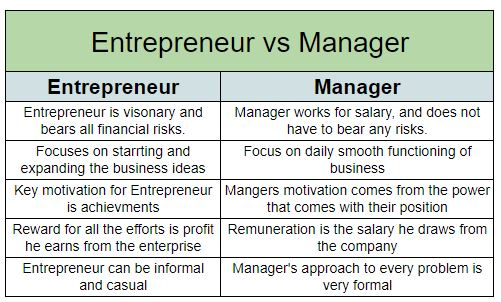 Entrepreneur vs Manager
Entrepreneur
Manager
Entrepreneur is visonary and
bears all financial risks.
Manager works for salary, and does not
have to bear any risks.
Focuses on starrting and
expanding the business ideas
Focus on daily smooth functioning of
business
Key motivation for Entrepreneur
is achievments
Mangers motivation comes from the power
that comes with their position
Reward for all the efforts is profit
he earns from the enterprise
Remuneration is the salary he draws from
the company
Entrepreneur can be informal
and casual
Manager's approach to every problem is
very formal